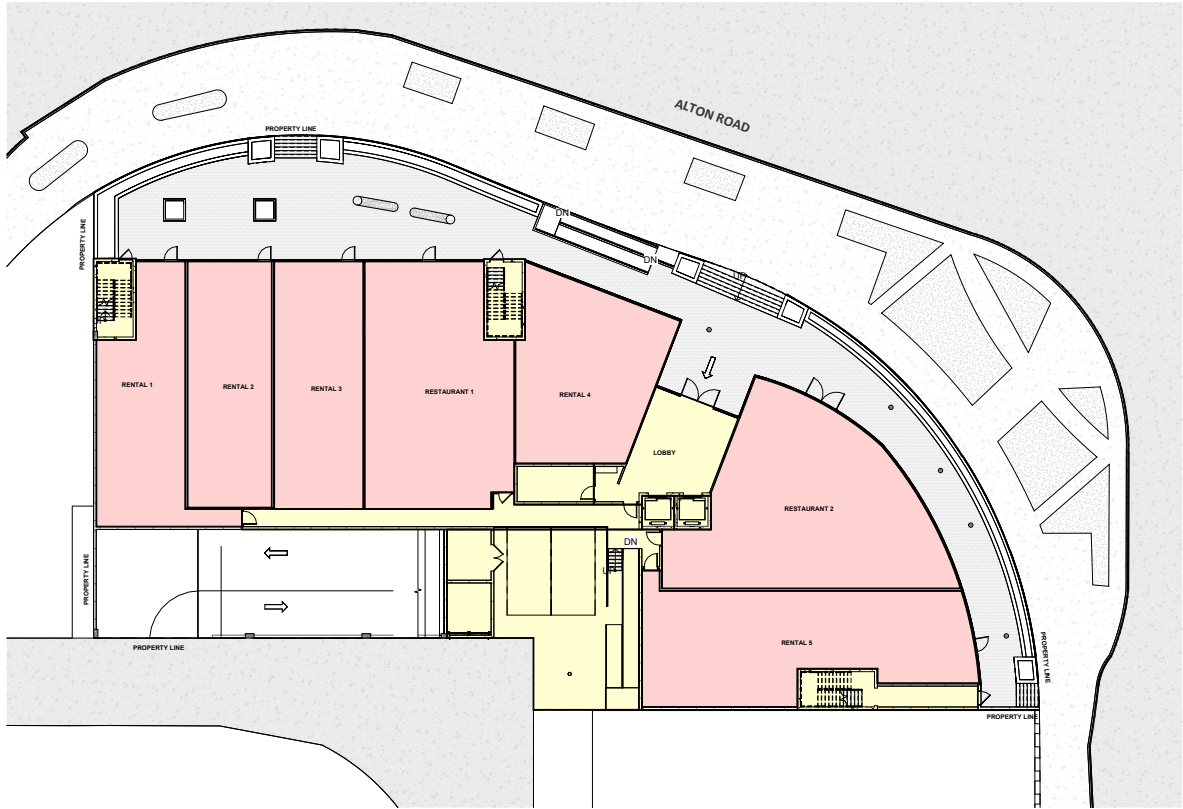 ALTON ROAD
PROPERTY LINE
PROPERTY LINE
DN
DN
UP
RENTAL 1
RENTAL 2
RENTAL 3
RESTAURANT 1
RENTAL 4
LOBBY
RESTAURANT 2
DN
UP
PROPERTY LINE
RENTAL 5
PROPERTY LINE
PROPERTY LINE
PROPERTY LINE